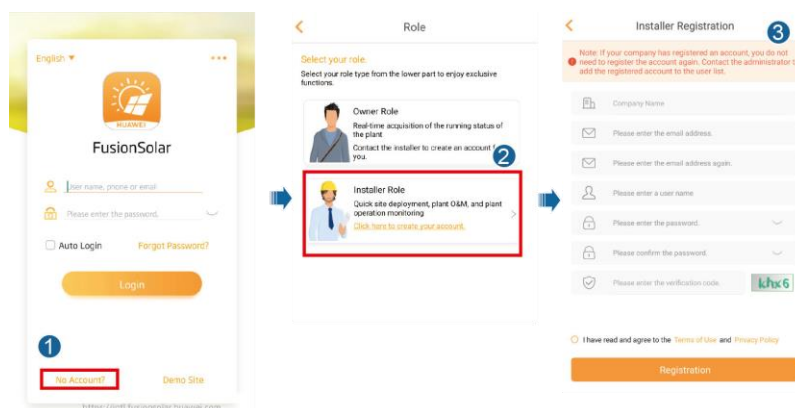 English ▼
HUAWEI
FusionSolar
User name, phone or email
Please enter the password.
Auto Login
Forgot Password?
Login
1
No Account?
Demo Site
Role
Select your role.
Select your role type from the lower part to enjoy exclusive
functions.
Owner Role
Real-time acquisition of the running status of
the plant
Contact the installer to create an account
you.
2
Installer Role
Quick site deployment, plant O&M, and plant
operation monitoring
Click here to create your account.
Installer Registration
3
Note: If your company has registered an account, you do not
need to register the account again. Contact the administrator
add the registered account to the user list.
Company Name
Please enter the email address.
Please enter the email address again.
Please enter a user name
Please enter the password.
Please confirm the password.
Please enter the verification code.
khx6
I have read and agree to the Terms of Use and Privacy Policy
Registration